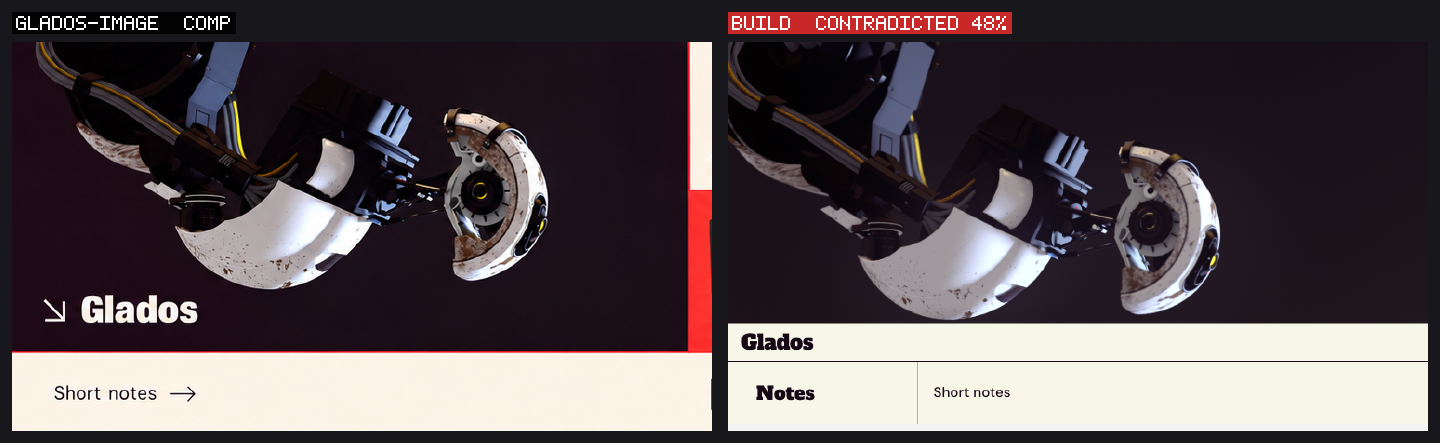 GLADOS-IMAGE COMP
BUILD CONTRADICTED 48%
Glados
Short notes
Glados
Notes
Short notes